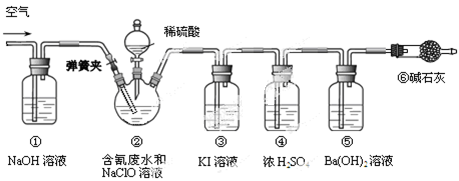 空气
稀硫酸
弹簧夹
⑥碱石灰
① ② ③ ④ ⑤
NaOH 溶液 含氰废水和 KI 溶液 浓 H₂SO₄ Ba(OH)₂溶液
NaClO 溶液